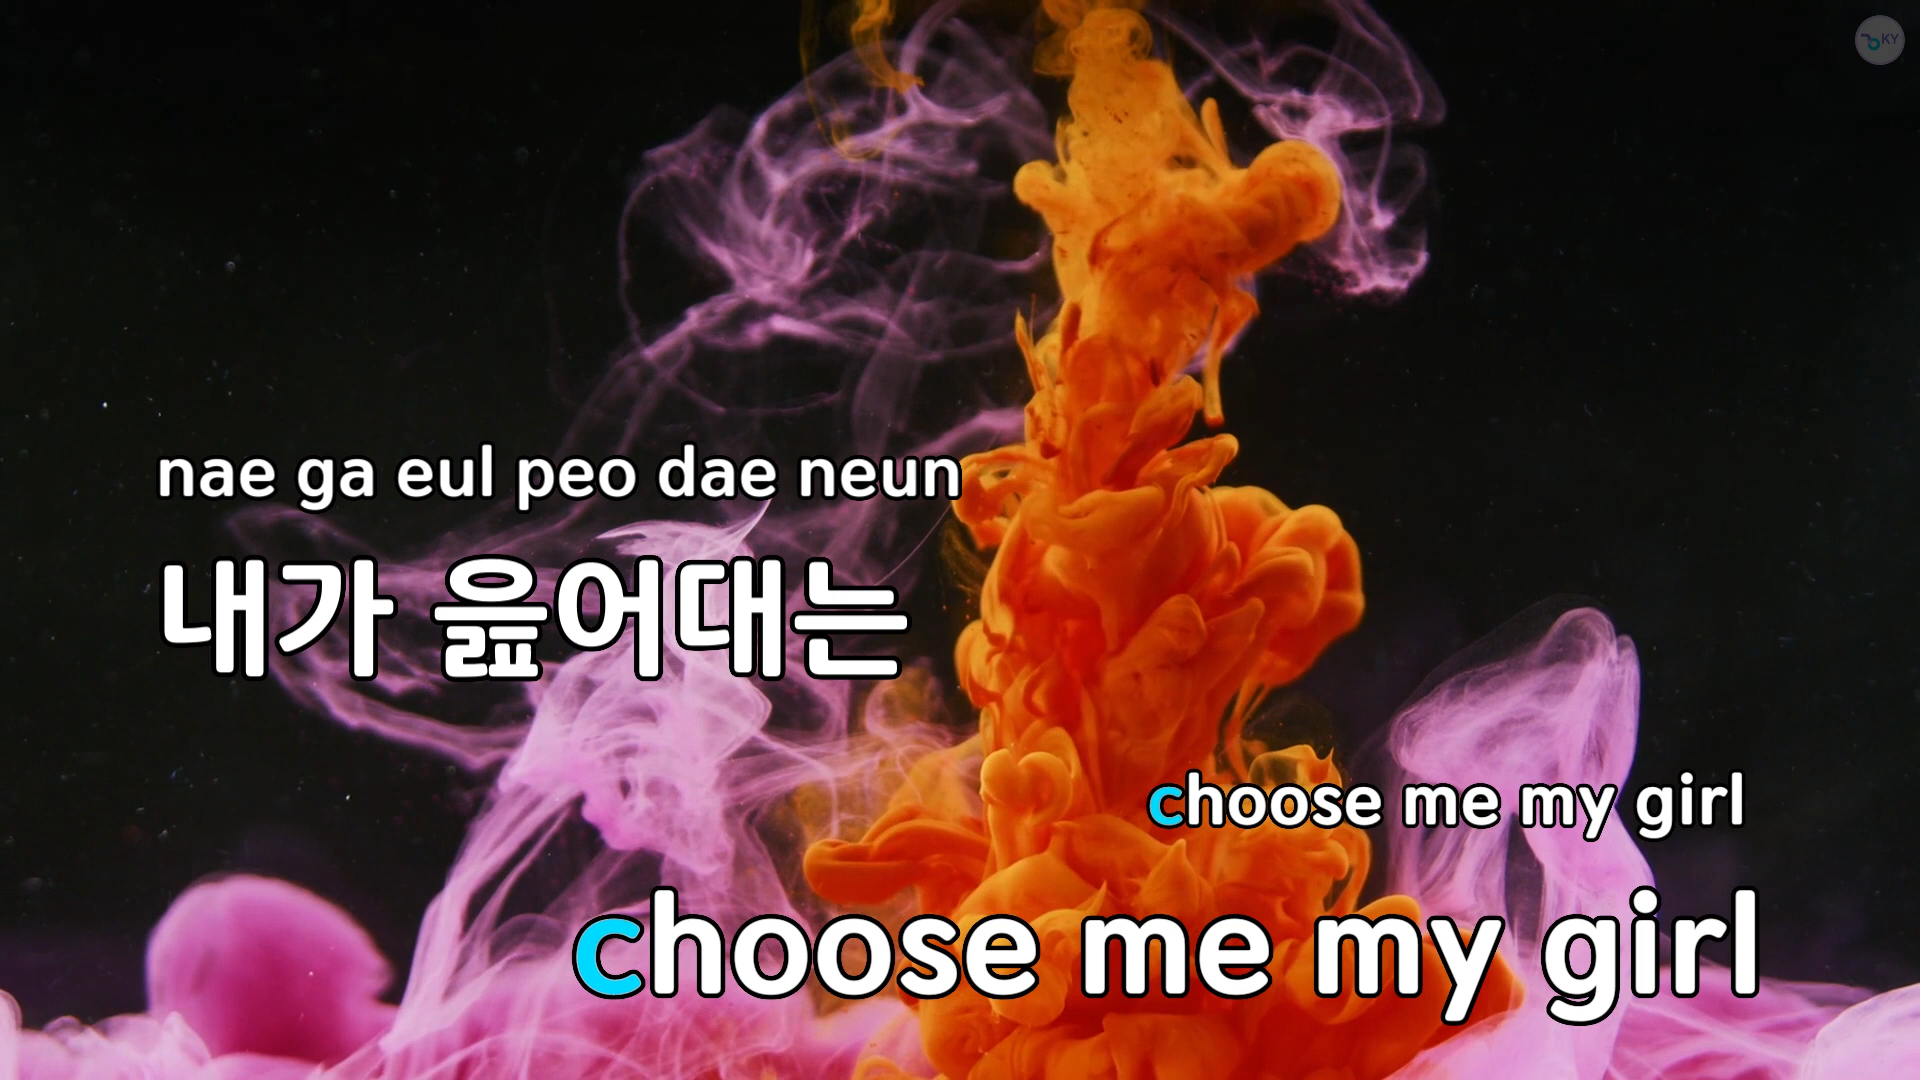 KY
nae ga eul peo dae neun
내가 읊어대는
choose me my girl
choose me my girl